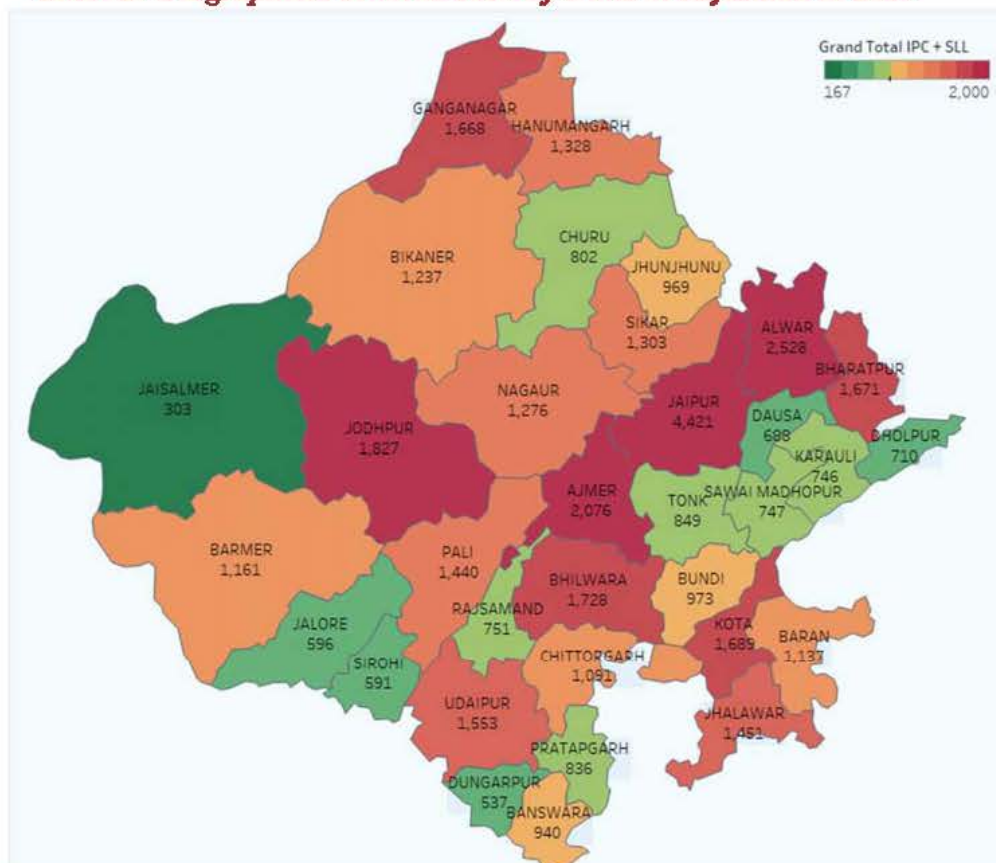 Grand Total IPC + SLL
167 2,000
GANGANAGAR
1,668
HANUMANGARH
1,328
BIKANER
1,237
CHURU
802
JHUNJHUNU
969
SIKAR
1,303
ALWAR
2,528
BHARATPUR
1,671
JAISALMER
303
JODHPUR
1,827
NAGAUR
1,276
JAIPUR
4,421
DAUSA
688
DHOLPUR
710
KARAULI
746
SAWAI MADHOPUR
747
TONK
849
AJMER
2,076
BARMER
1,161
PALI
1,440
BHILWARA
1,728
BUNDI
973
RAJSAMAND
751
KOTA
1,689
BARAN
1,137
JALORE
596
SIROHI
591
CHITTORGARH
1,091
UDAIPUR
1,553
JHALAWAR
1,451
PRATAPGARH
836
DUNGARPUR
537
BANSWARA
940